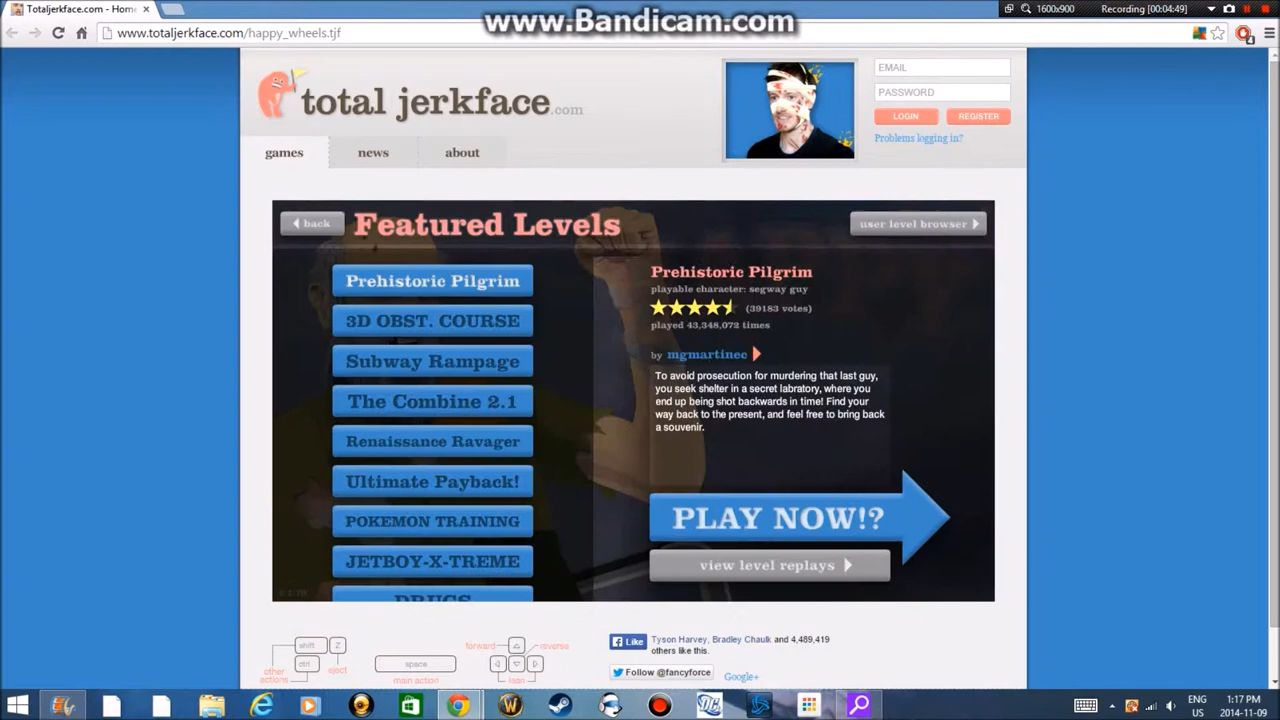 Totaljerkface.com - Home
www.Bandicam.com
1600x900
Recording [00:04:49]
www.totaljerkface.com/happy_wheels.tjf
4
total jerkface.com
EMAIL
PASSWORD
LOGIN
REGISTER
Problems logging in?
games
news
about
back
Featured Levels
user level browser
Prehistoric Pilgrim
3D OBST. COURSE
Subway Rampage
The Combine 2.1
Renaissance Ravager
Ultimate Payback!
POKEMON TRAINING
JETBOY-X-TREME
DRUGS
Prehistoric Pilgrim
playable character: segway guy
(39183 votes)
played 43,348,072 times
by mgmartinec
To avoid prosecution for murdering that last guy,
you seek shelter in a secret labratory, where you
end up being shot backwards in time! Find your
way back to the present, and feel free to bring back
a souvenir.
PLAY NOW!?
view level replays
shift
Z
ctrl
other
actions
eject
space
main action
forward
reverse
lean
Like
Tyson Harvey, Bradley Chaulk and 4,489,419
others like this.
Follow @fancyforce
Google+
ENG
US
1:17 PM
2014-11-09